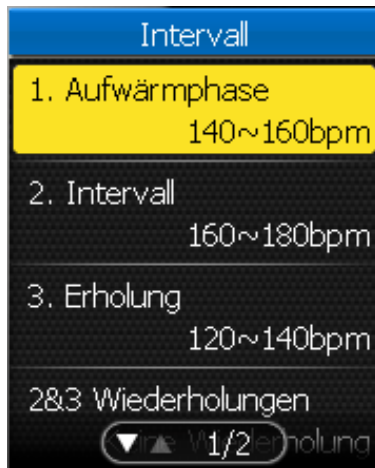 Intervall
1. Aufwärmphase
140~160bpm
2. Intervall
160~180bpm
3. Erholung
120~140bpm
2&3 Wiederholungen
1/2